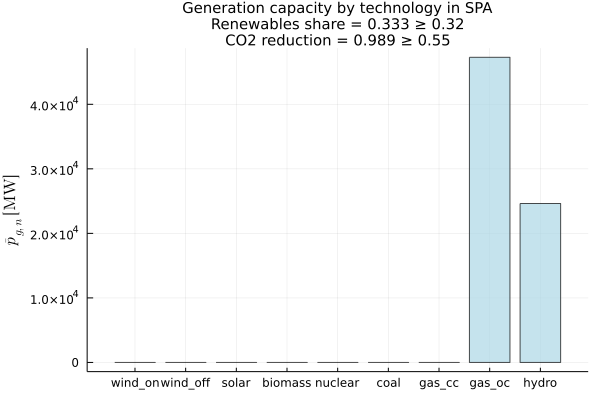 Generation capacity by technology in SPA
Renewables share = 0.333 ≥ 0.32
CO2 reduction = 0.989 ≥ 0.55
p̄_{g,n} [MW]
4.0×10⁴
3.0×10⁴
2.0×10⁴
1.0×10⁴
0
wind_on wind_off solar biomass nuclear coal gas_cc gas_oc hydro